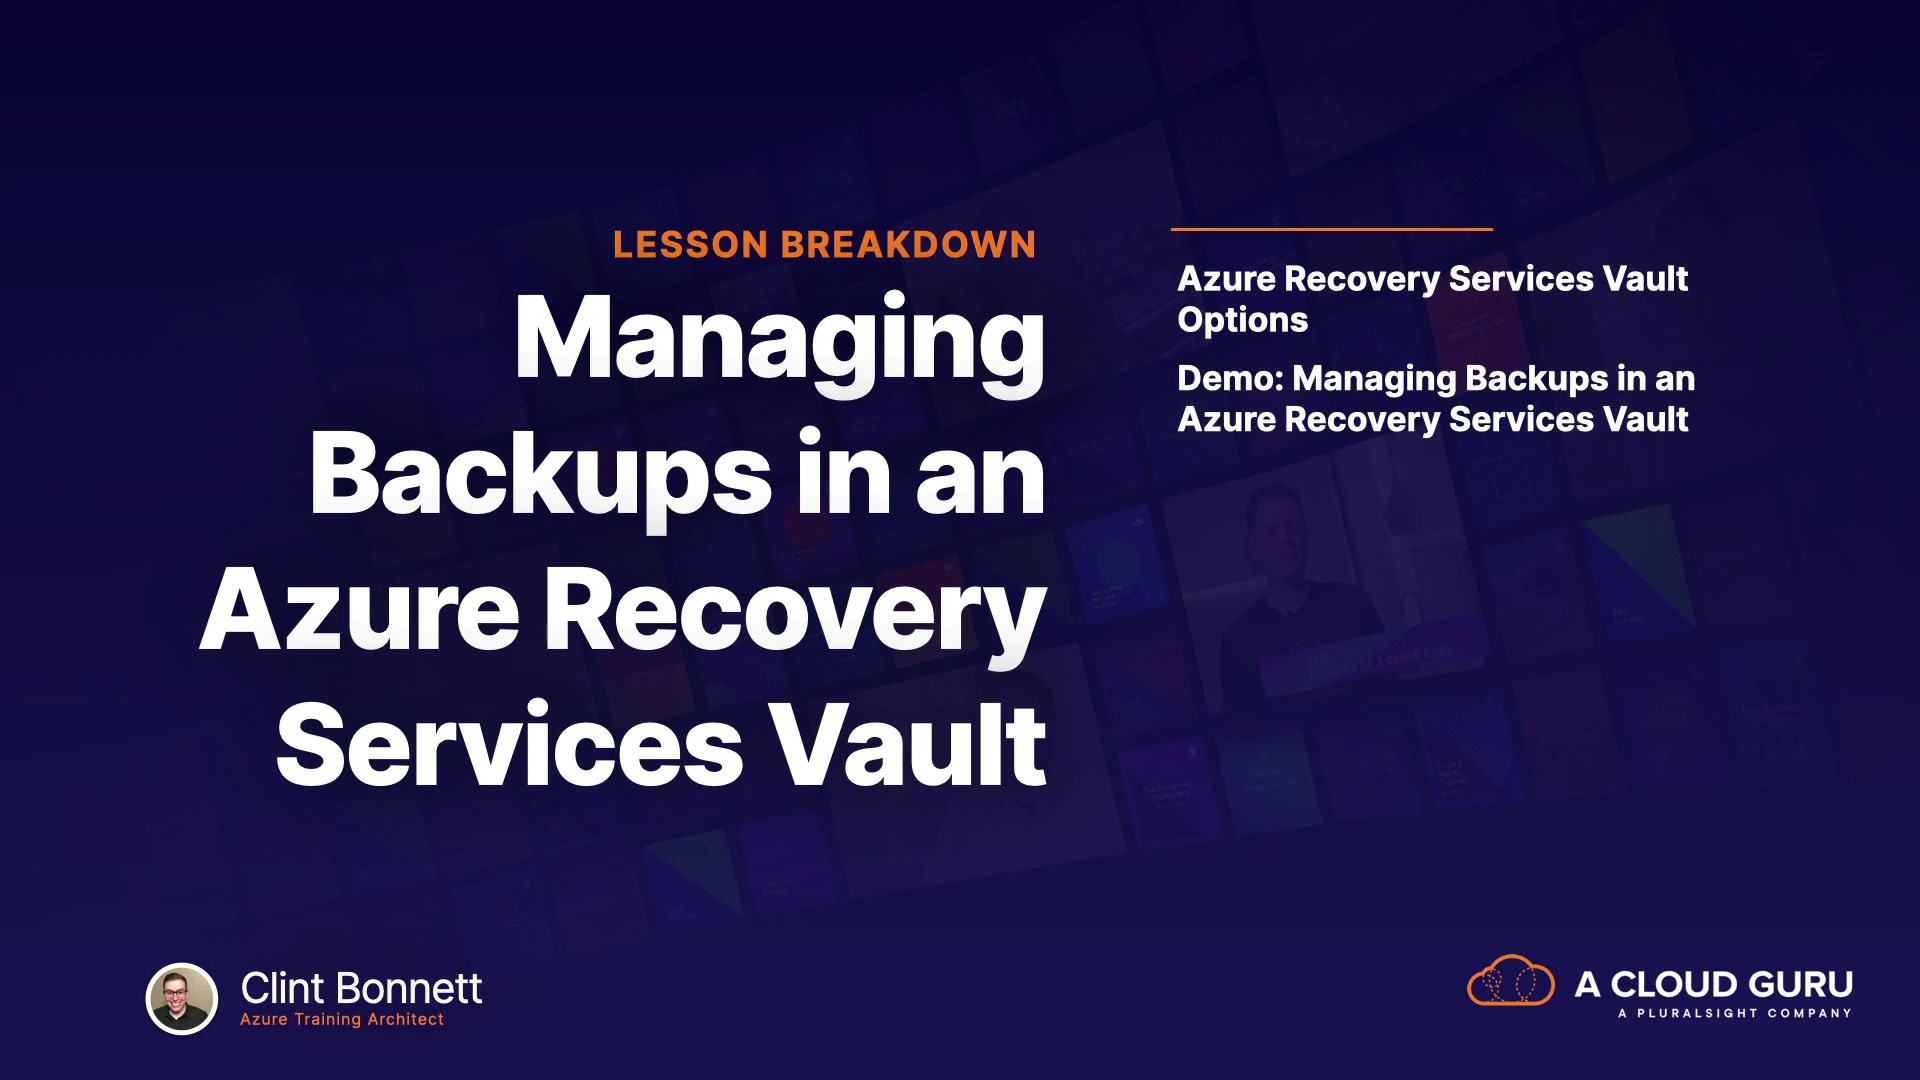 LESSON BREAKDOWN
Managing
Backups in an
Azure Recovery
Services Vault
Azure Recovery Services Vault
Options
Demo: Managing Backups in an
Azure Recovery Services Vault
Clint Bonnett
Azure Training Architect
A CLOUD GURU
A PLURALSIGHT COMPANY